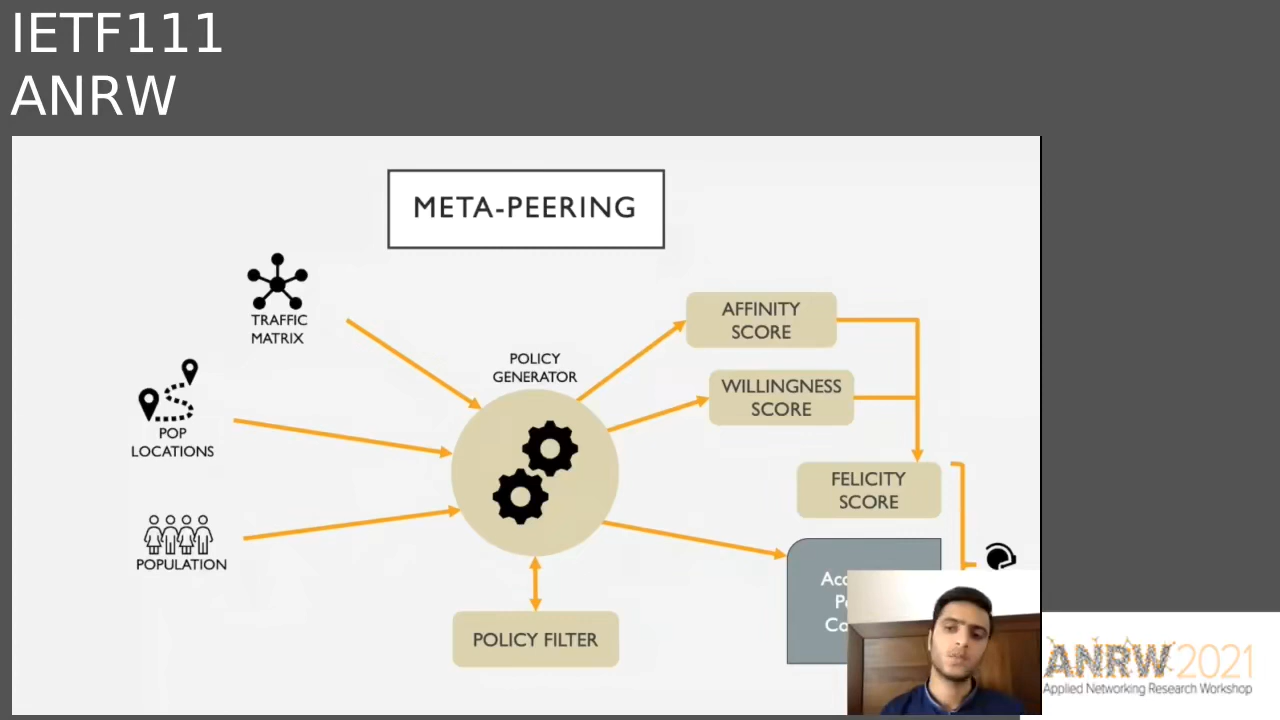 IETF111
ANRW
META-PEERING
TRAFFIC
MATRIX
POP
LOCATIONS
POPULATION
POLICY
GENERATOR
POLICY FILTER
AFFINITY
SCORE
WILLINGNESS
SCORE
FELICITY
SCORE
ANRW 2021
Applied Networking Research Workshop